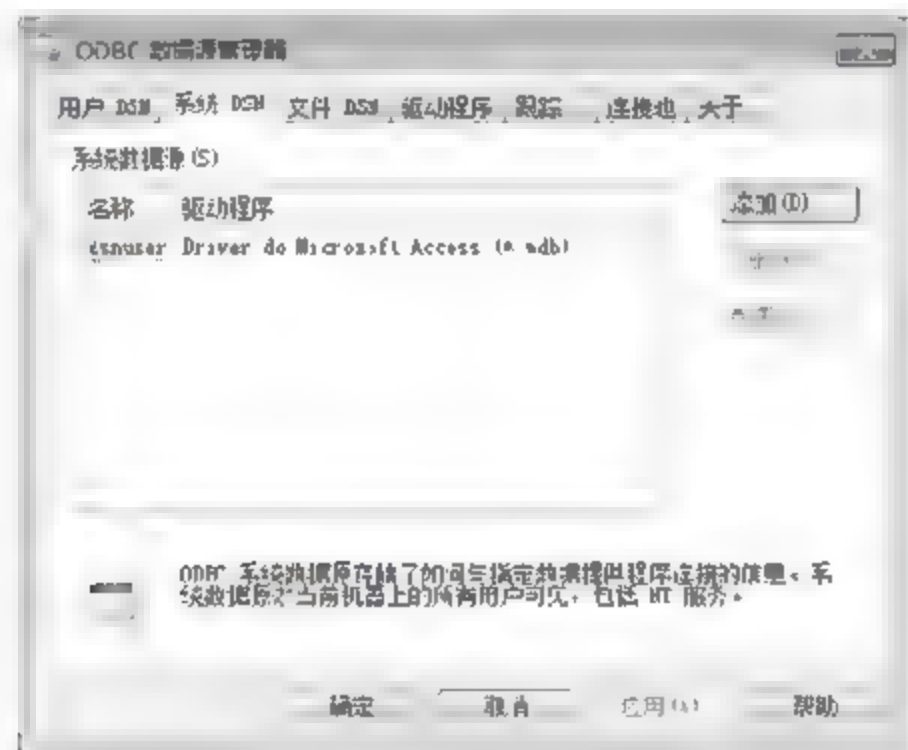 ODBC 数据源管理器
用户 DSN 系统 DSN 文件 DSN 驱动程序 跟踪 连接池 关于
系统数据源(S)
名称 驱动程序
dsnuser Driver do Microsoft Access (*.mdb)
添加(D)
ODBC 系统数据源存储了如何与指定数据提供程序连接的信息。系
统数据源对当前机器上的所有用户可见，包括 NT 服务。
确定 取消 应用(A) 帮助